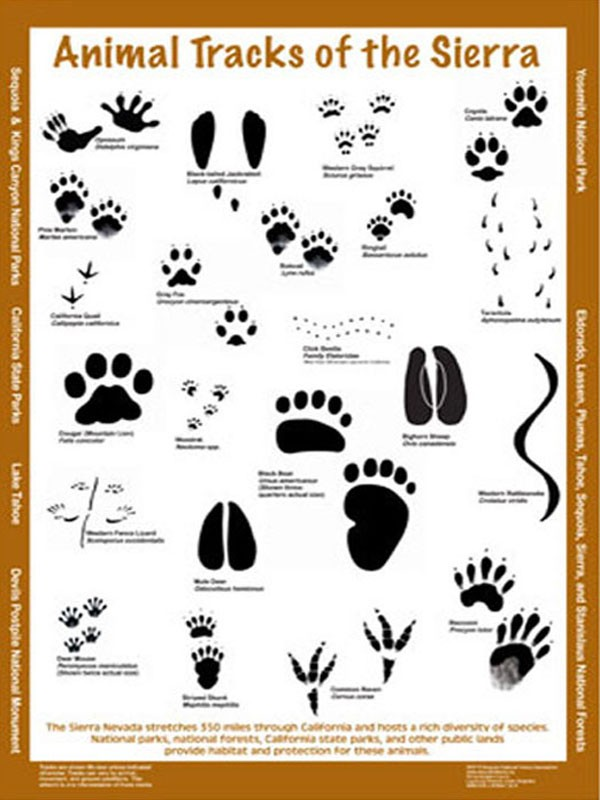 Animal Tracks of the Sierra
Sequoia & Kings Canyon National Parks
California State Parks
Lake Tahoe
Devils Postpile National Monument
Yosemite National Park
Eldorado, Lassen, Plumas, Tahoe, Sequoia, Sierra, and Stanislaus National Forests
Opossum
Didelphis virginiana
Black-tailed Jackrabbit
Lepus californicus
Western Gray Squirrel
Sciurus griseus
Coyote
Canis latrans
Pine Marten
Martes americana
Bobcat
Lynx rufus
Ringtail
Bassariscus astutus
Gray Fox
Urocyon cinereoargenteus
California Quail
Callipepla californica
Tarantula
Aphonopelma eutylenum
Click Beetle
Family Elateridae
Cougar (Mountain Lion)
Felis concolor
Woodrat
Neotoma spp.
Bighorn Sheep
Ovis canadensis
Black Bear
Ursus americanus
(Shown three
quarters actual size)
Western Rattlesnake
Crotalus viridis
Western Fence Lizard
Sceloporus occidentalis
Mule Deer
Odocoileus hemionus
Raccoon
Procyon lotor
Deer Mouse
Peromyscus maniculatus
(Shown twice actual size)
Striped Skunk
Mephitis mephitis
Common Raven
Corvus corax
The Sierra Nevada stretches 350 miles through California and hosts a rich diversity of species.
National parks, national forests, California state parks, and other public lands
provide habitat and protection for these animals.